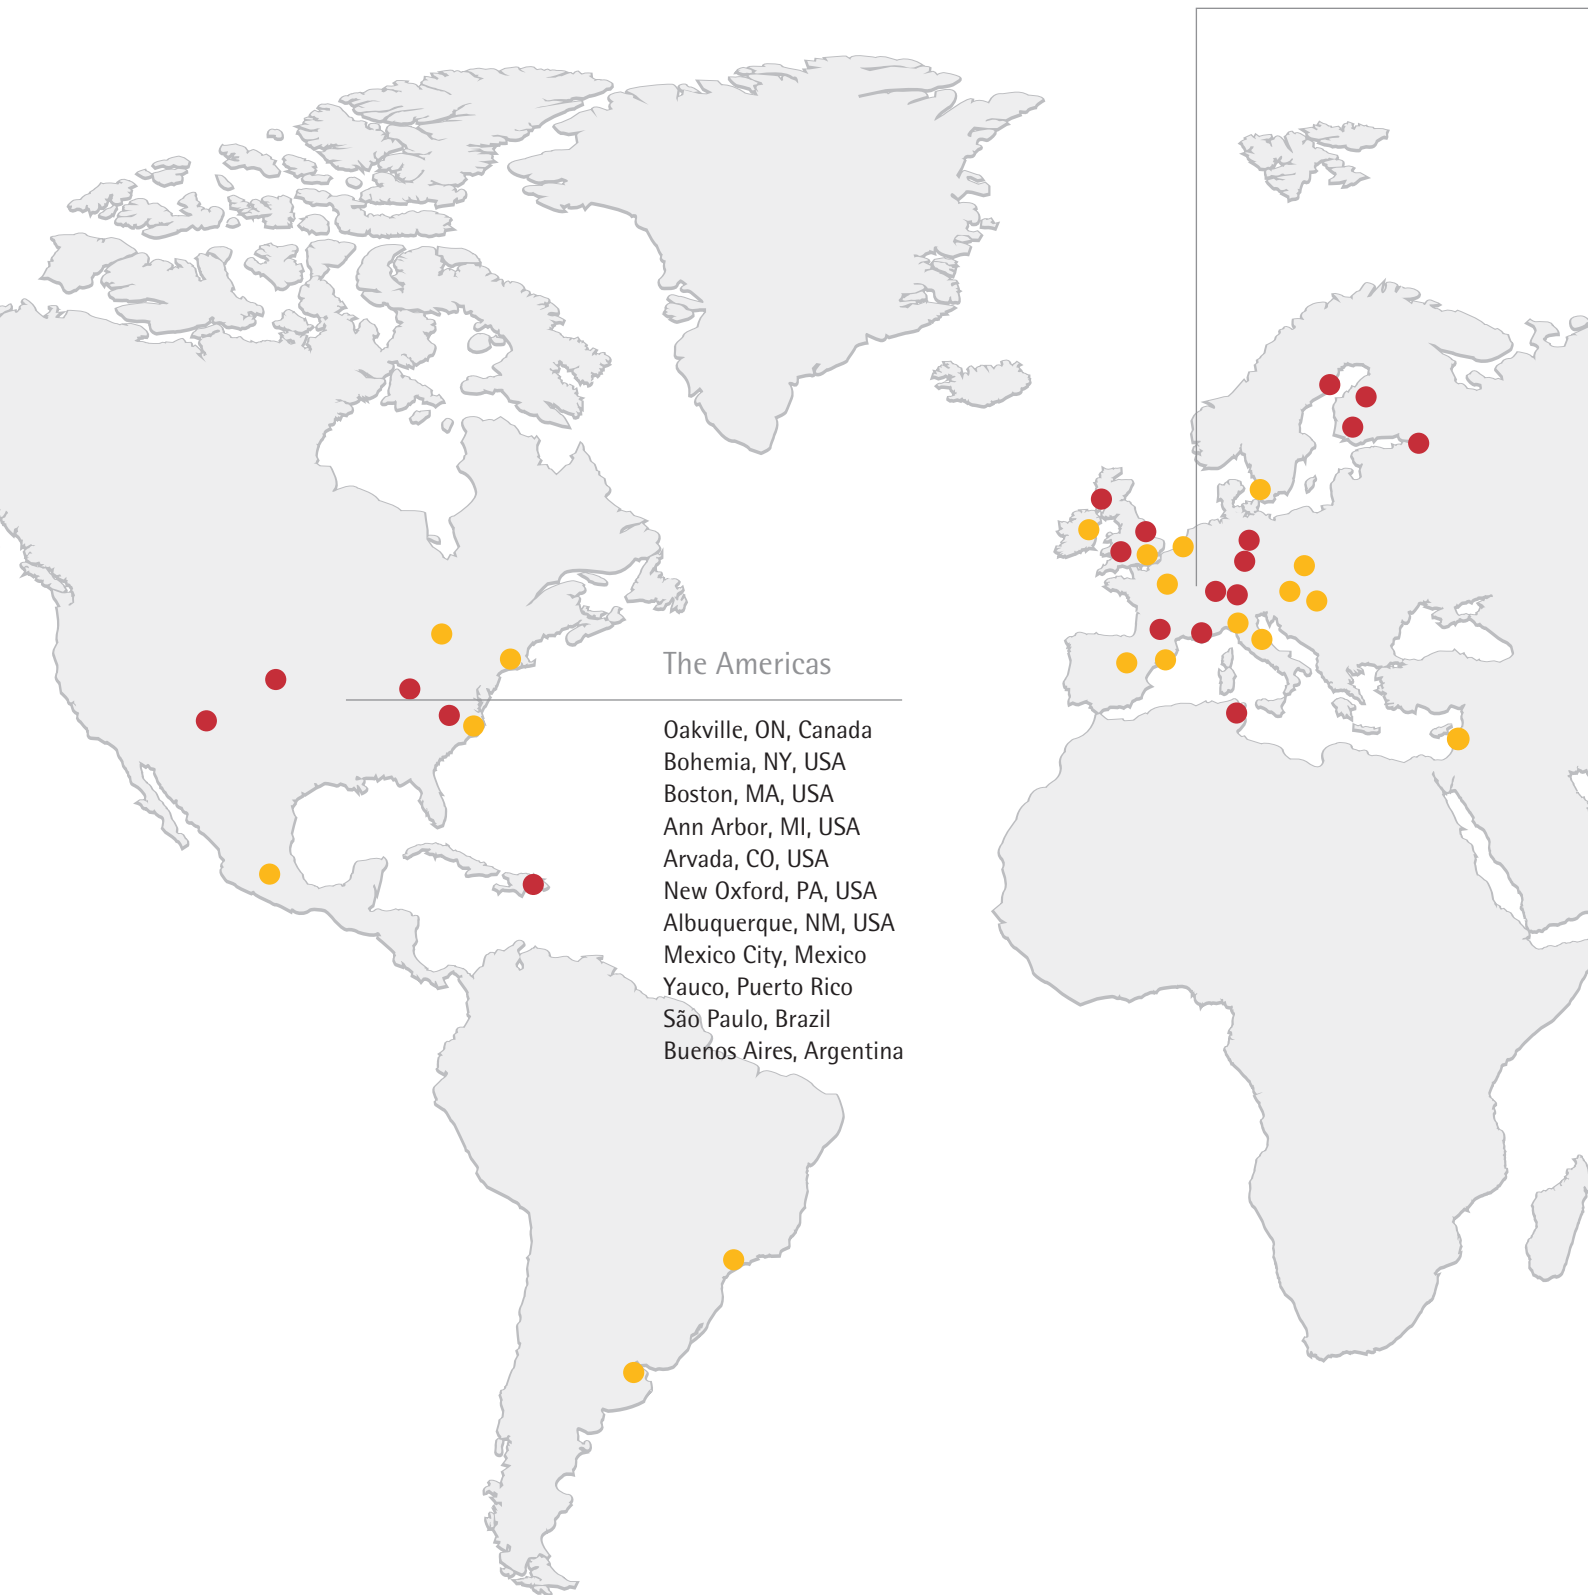 The Americas
Oakville, ON, Canada
Bohemia, NY, USA
Boston, MA, USA
Ann Arbor, MI, USA
Arvada, CO, USA
New Oxford, PA, USA
Albuquerque, NM, USA
Mexico City, Mexico
Yauco, Puerto Rico
São Paulo, Brazil
Buenos Aires, Argentina